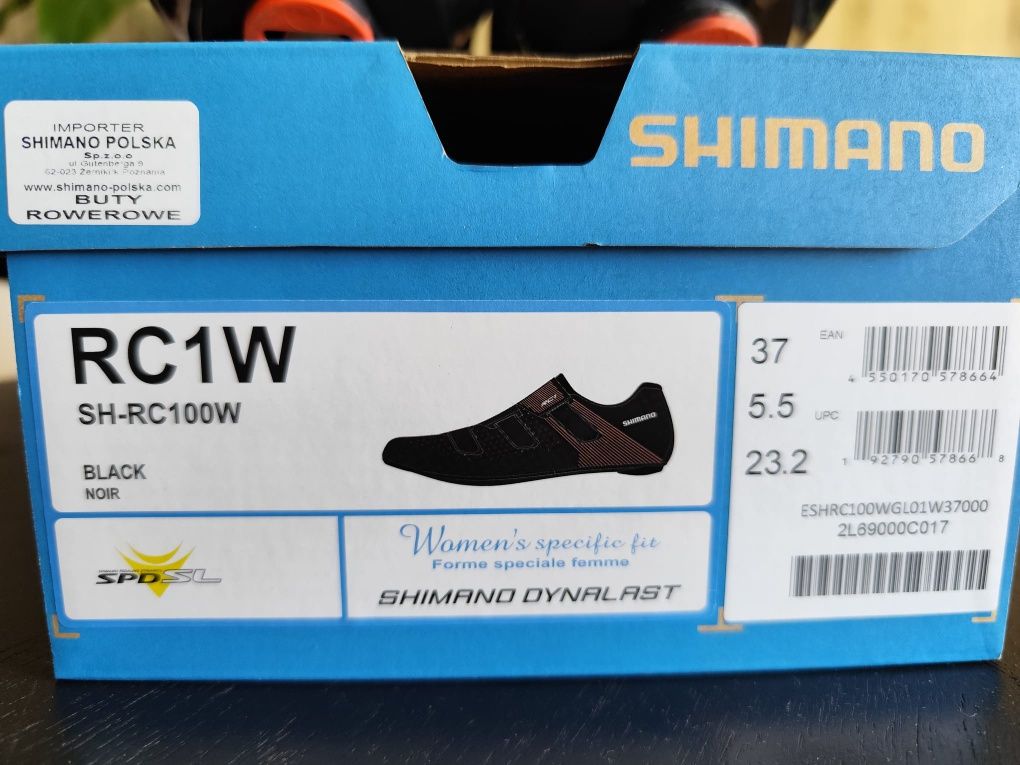 IMPORTER
SHIMANO POLSKA
Sp.z.o.o
ul Gutenberga 9
62-023 Żerniki k Poznania
www.shimano-polska.com
BUTY
ROWEROWE
SHIMANO
RC1W
SH-RC100W
BLACK
NOIR
RC1
SHIMANO
37
5.5
23.2
EAN
4 550170 578664
UPC
1 92790 57866 8
ESHRC100WGL01W37000
2L69000C017
SPD-SL
Women's specific fit
Forme speciale femme
SHIMANO DYNALAST